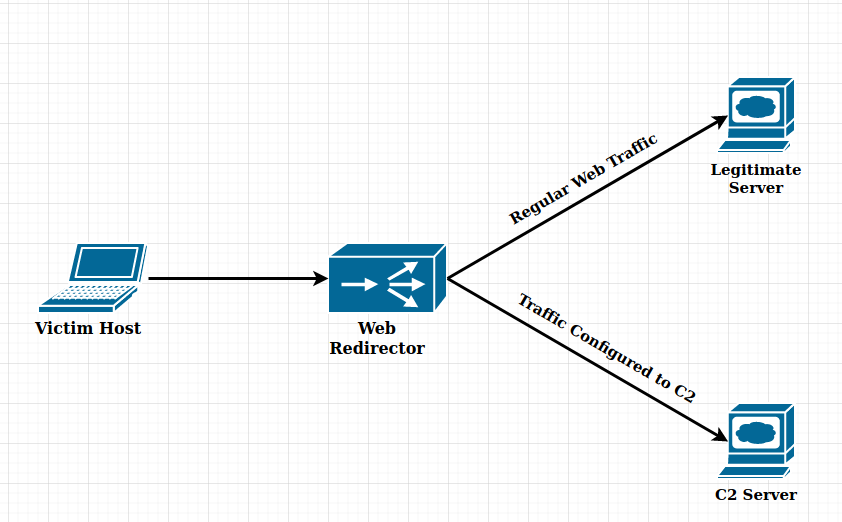 Regular Web Traffic
Legitimate
Server
Victim Host
Web
Redirector
Traffic Configured to C2
C2 Server